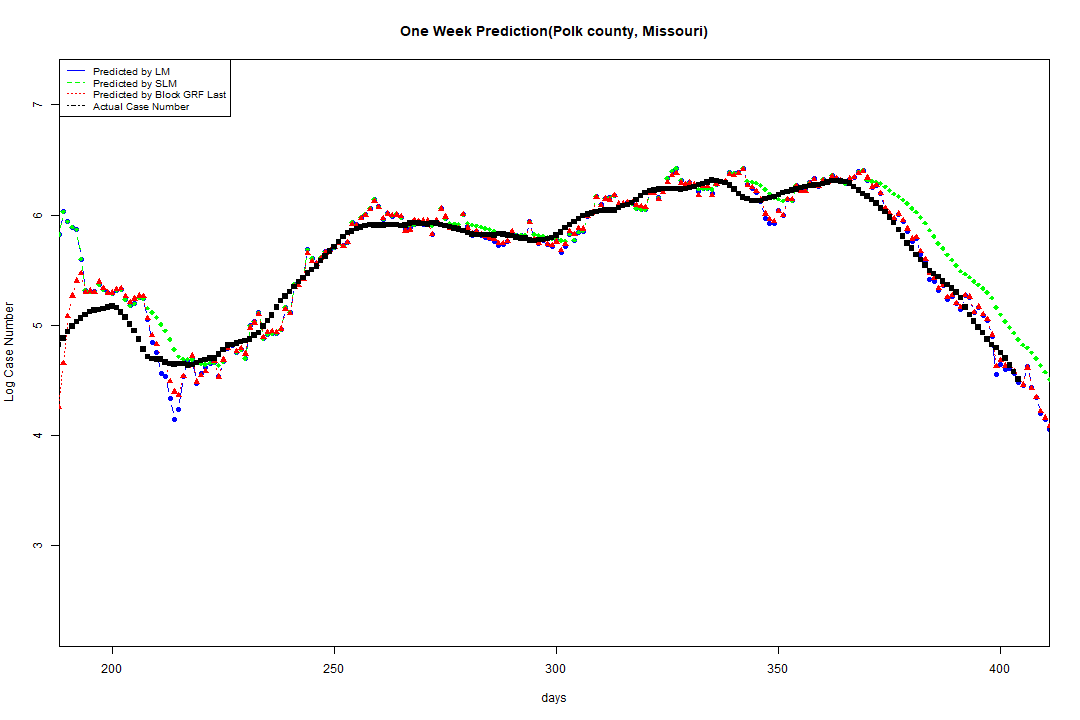 One Week Prediction(Polk county, Missouri)
Predicted by LM
Predicted by SLM
Predicted by Block GRF Last
Actual Case Number
7
6
5
4
3
Log Case Number
200 250 300 350 400
days